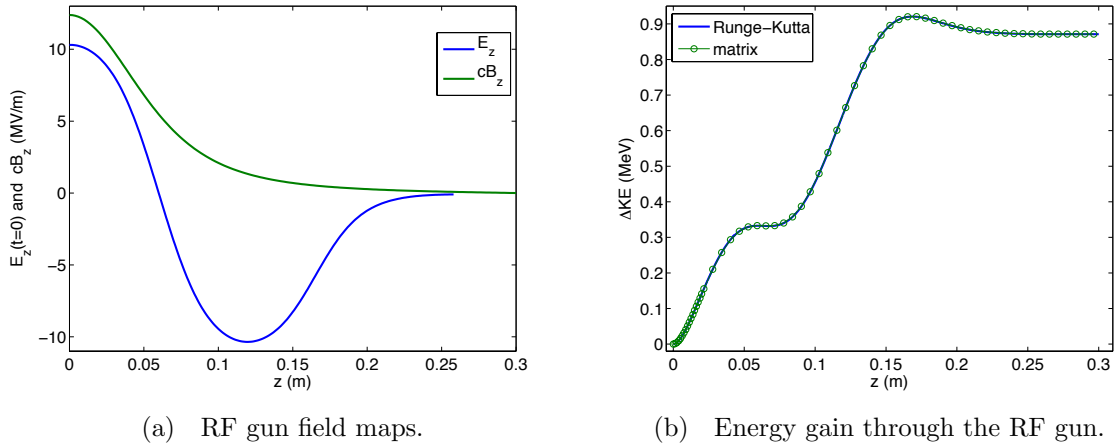 E_z(t=0) and cB_z (MV/m)
10
5
0
−5
−10
E_z
cB_z
0
0.05
0.1
0.15
0.2
0.25
0.3
z (m)
(a) RF gun field maps.
ΔKE (MeV)
0.9
0.8
0.7
0.6
0.5
0.4
0.3
0.2
0.1
0
Runge−Kutta
matrix
0
0.05
0.1
0.15
0.2
0.25
0.3
z (m)
(b) Energy gain through the RF gun.